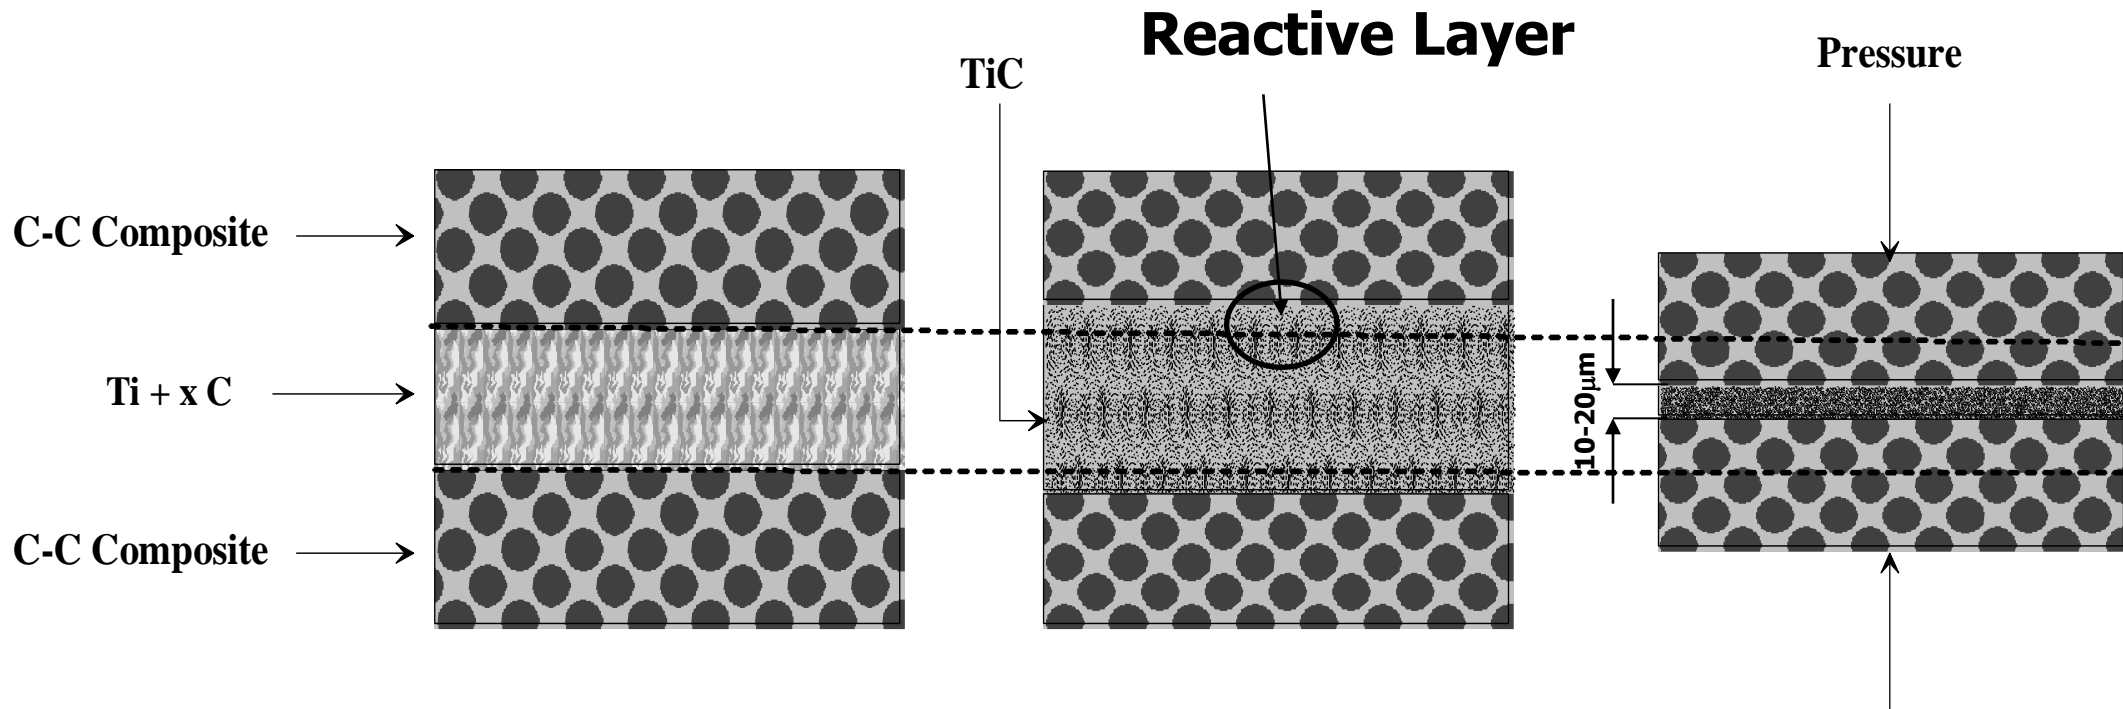 Reactive Layer
TiC
Pressure
C-C Composite
Ti + x C
C-C Composite
10-20μm